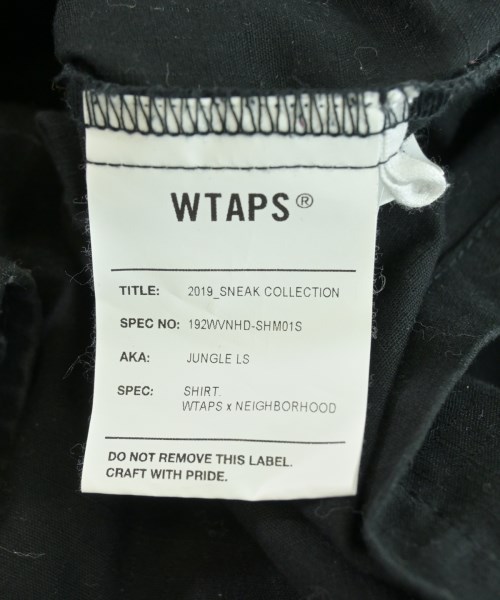 WTAPS®
TITLE: 2019_SNEAK COLLECTION
SPEC NO: 192WVNHD-SHM01S
AKA: JUNGLE LS
SPEC: SHIRT.
WTAPS x NEIGHBORHOOD
DO NOT REMOVE THIS LABEL.
CRAFT WITH PRIDE.